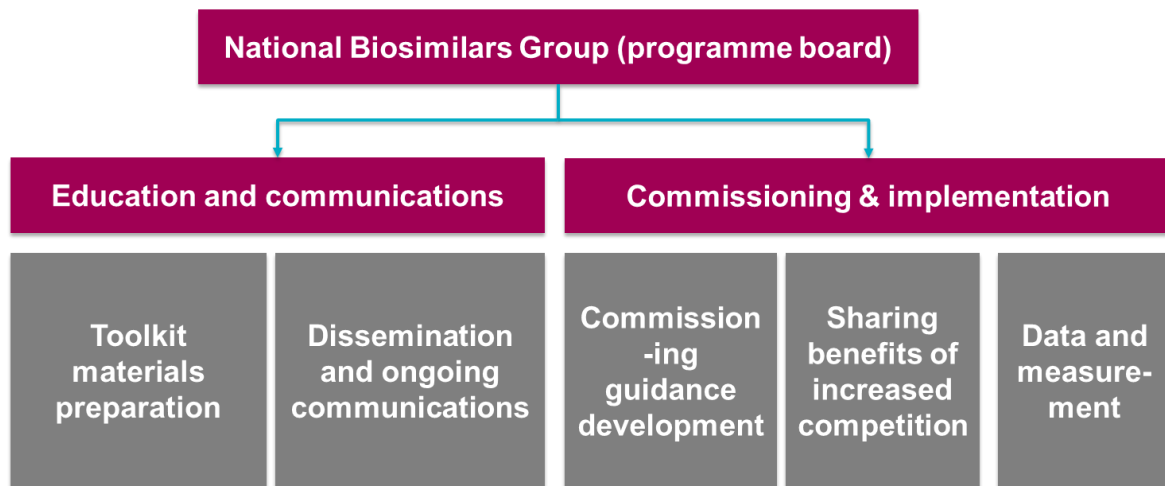 National Biosimilars Group (programme board)
Education and communications
Commissioning & implementation
Toolkit
materials
preparation
Dissemination
and ongoing
communications
Commission
-ing
guidance
development
Sharing
benefits of
increased
competition
Data and
measure-
ment